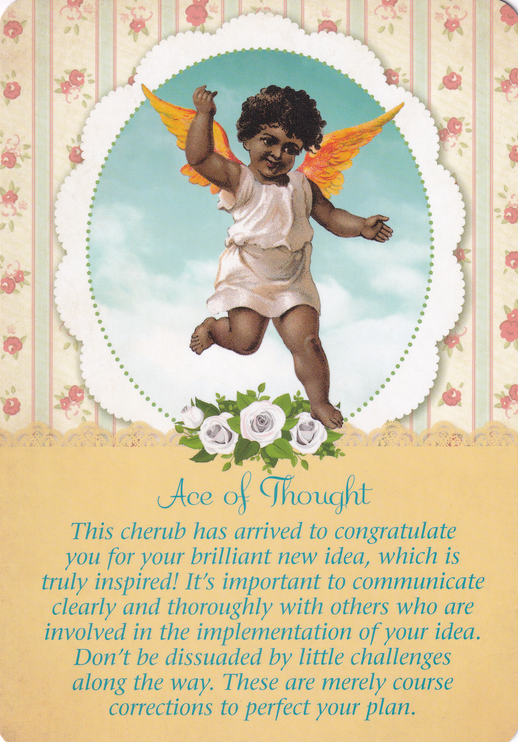 Ace of Thought
This cherub has arrived to congratulate
you for your brilliant new idea, which is
truly inspired! It's important to communicate
clearly and thoroughly with others who are
involved in the implementation of your idea.
Don't be dissuaded by little challenges
along the way. These are merely course
corrections to perfect your plan.